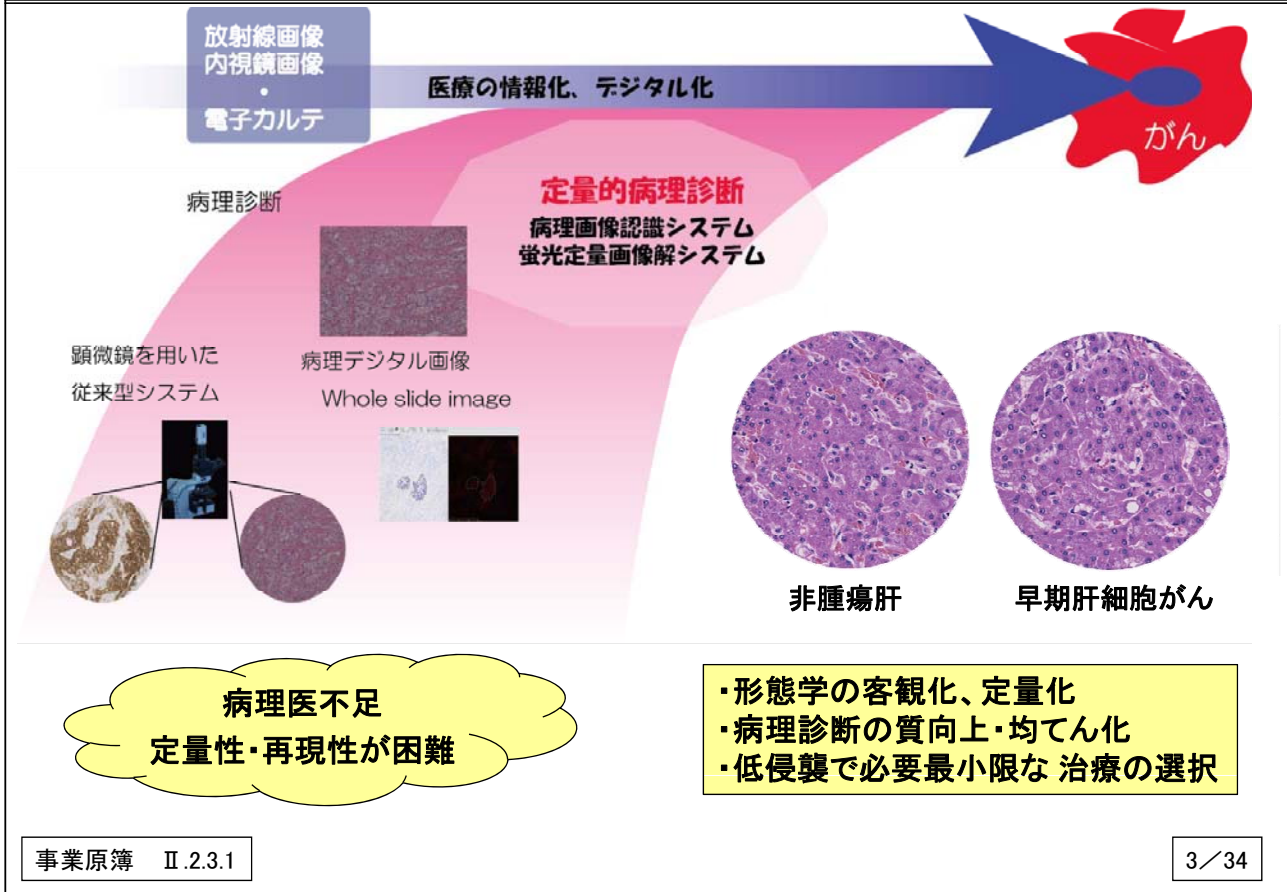 放射線画像
内視鏡画像
・
電子カルテ
医療の情報化、デジタル化
がん
病理診断
定量的病理診断
病理画像認識システム
蛍光定量画像解システム
顕微鏡を用いた
従来型システム
病理デジタル画像
Whole slide image
非腫瘍肝
早期肝細胞がん
病理医不足
定量性・再現性が困難
・形態学の客観化、定量化
・病理診断の質向上・均てん化
・低侵襲で必要最小限な 治療の選択
事業原簿 Ⅱ.2.3.1
3／34